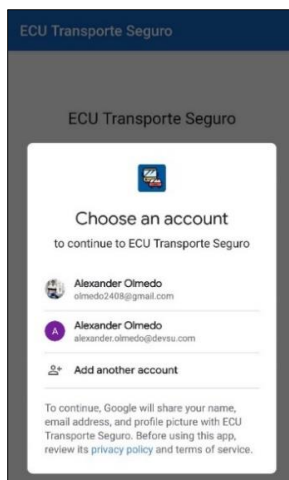 ECU Transporte Seguro
ECU Transporte Seguro
Choose an account
to continue to ECU Transporte Seguro
Alexander Olmedo
olmedo2408@gmail.com
A
Alexander Olmedo
alexander.olmedo@devsu.com
Add another account
To continue, Google will share your name,
email address, and profile picture with ECU
Transporte Seguro. Before using this app,
review its privacy policy and terms of service.